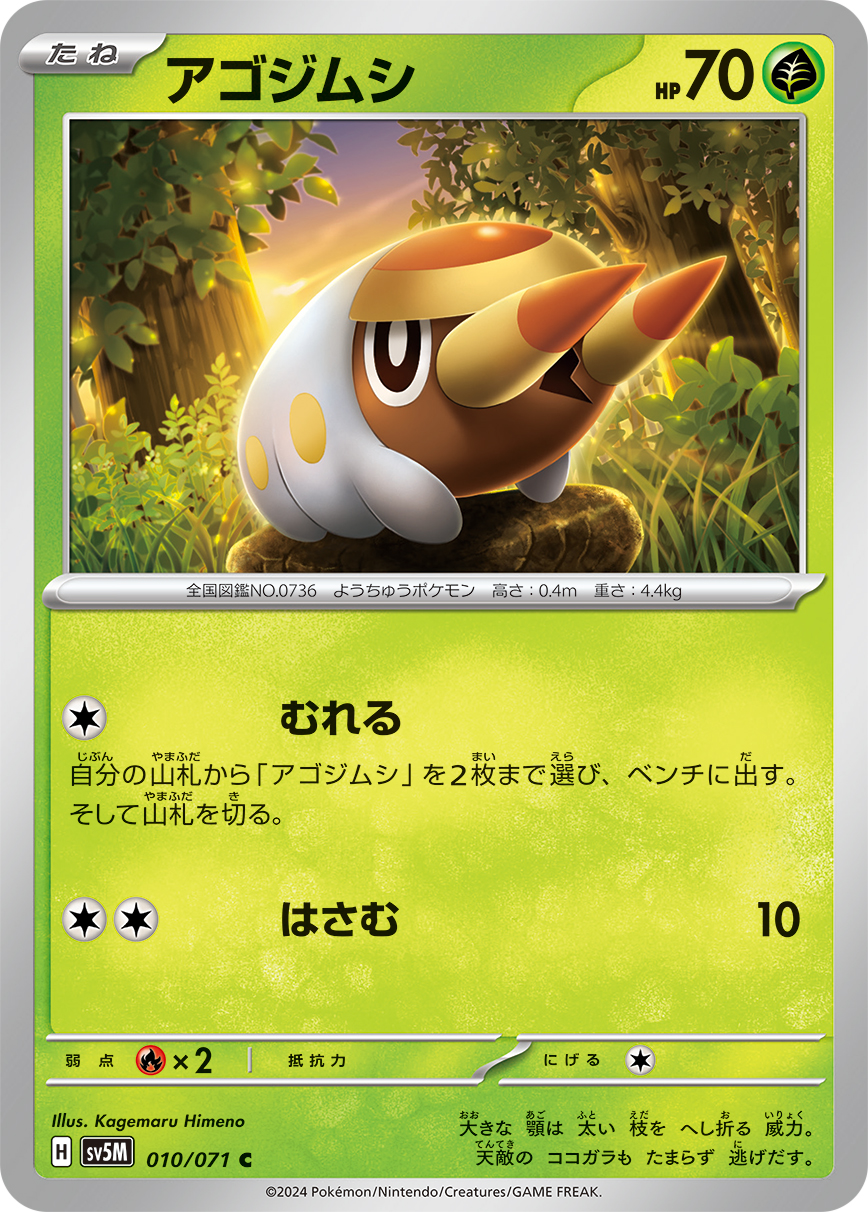 たね アゴジムシ HP70
全国図鑑NO.0736 ようちゅうポケモン 高さ：0.4m 重さ：4.4kg
むれる
自分の山札から「アゴジムシ」を2枚まで選び、ベンチに出す。
そして山札を切る。
はさむ 10
弱点 ×2 抵抗力 にげる
Illus. Kagemaru Himeno
大きな 顎は 太い 枝を へし折る 威力。
天敵の ココガラも たまらず 逃げだす。
H SV5M 010/071 C
©2024 Pokémon/Nintendo/Creatures/GAME FREAK.